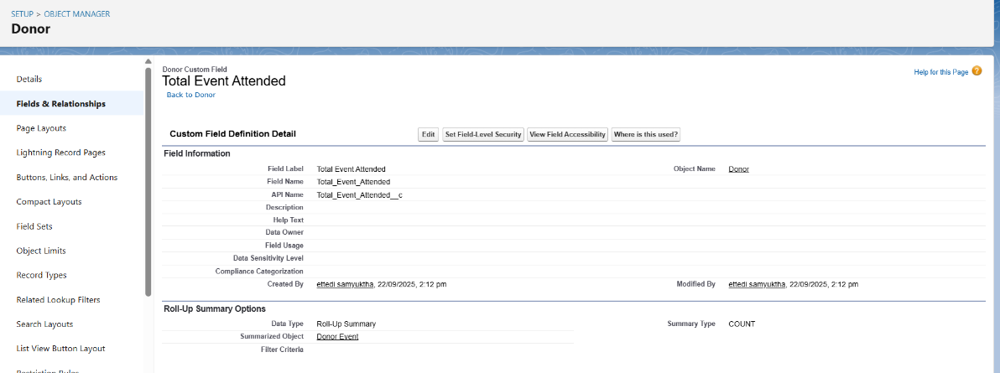 SETUP > OBJECT MANAGER
Donor
Details
Fields & Relationships
Page Layouts
Lightning Record Pages
Buttons, Links, and Actions
Compact Layouts
Field Sets
Object Limits
Record Types
Related Lookup Filters
Search Layouts
List View Button Layout
Restriction Rules
Donor Custom Field
Total Event Attended
Back to Donor
Help for this Page ?
Custom Field Definition Detail Edit Set Field-Level Security View Field Accessibility Where is this used?
Field Information
Field Label Total Event Attended Object Name Donor
Field Name Total_Event_Attended
API Name Total_Event_Attended__c
Description
Help Text
Data Owner
Field Usage
Data Sensitivity Level
Compliance Categorization
Created By ettedi samyuktha, 22/09/2025, 2:12 pm Modified By ettedi samyuktha, 22/09/2025, 2:12 pm
Roll-Up Summary Options
Data Type Roll-Up Summary Summary Type COUNT
Summarized Object Donor Event
Filter Criteria